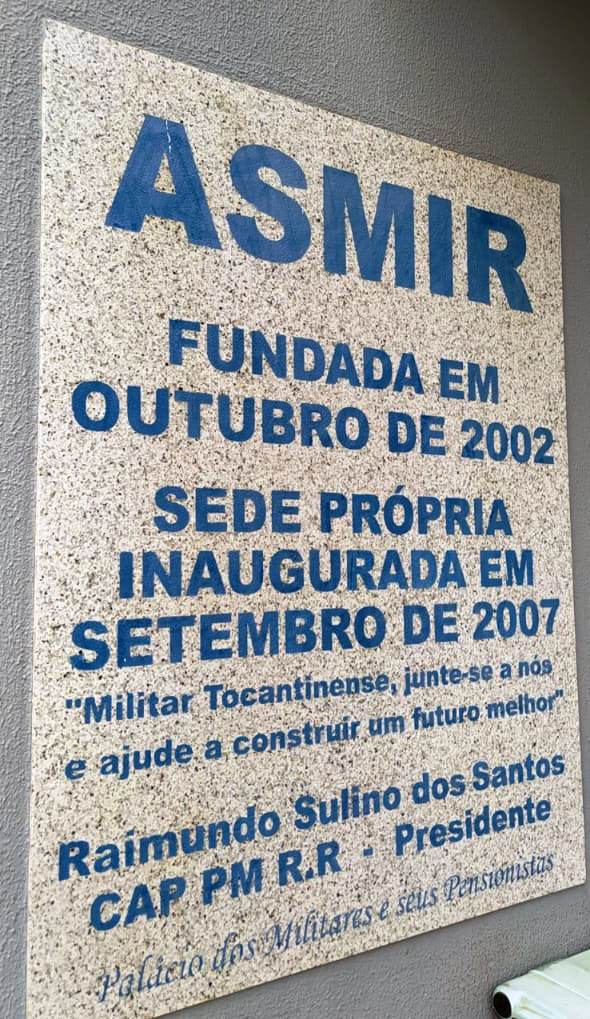 ASMIR
FUNDADA EM
OUTUBRO DE 2002
SEDE PRÓPRIA
INAUGURADA EM
SETEMBRO DE 2007
"Militar Tocantinense, junte-se a nós
e ajude a construir um futuro melhor"
Raimundo Sulino dos Santos
CAP PM R.R - Presidente
Palácio dos Militares e seus Pensionistas